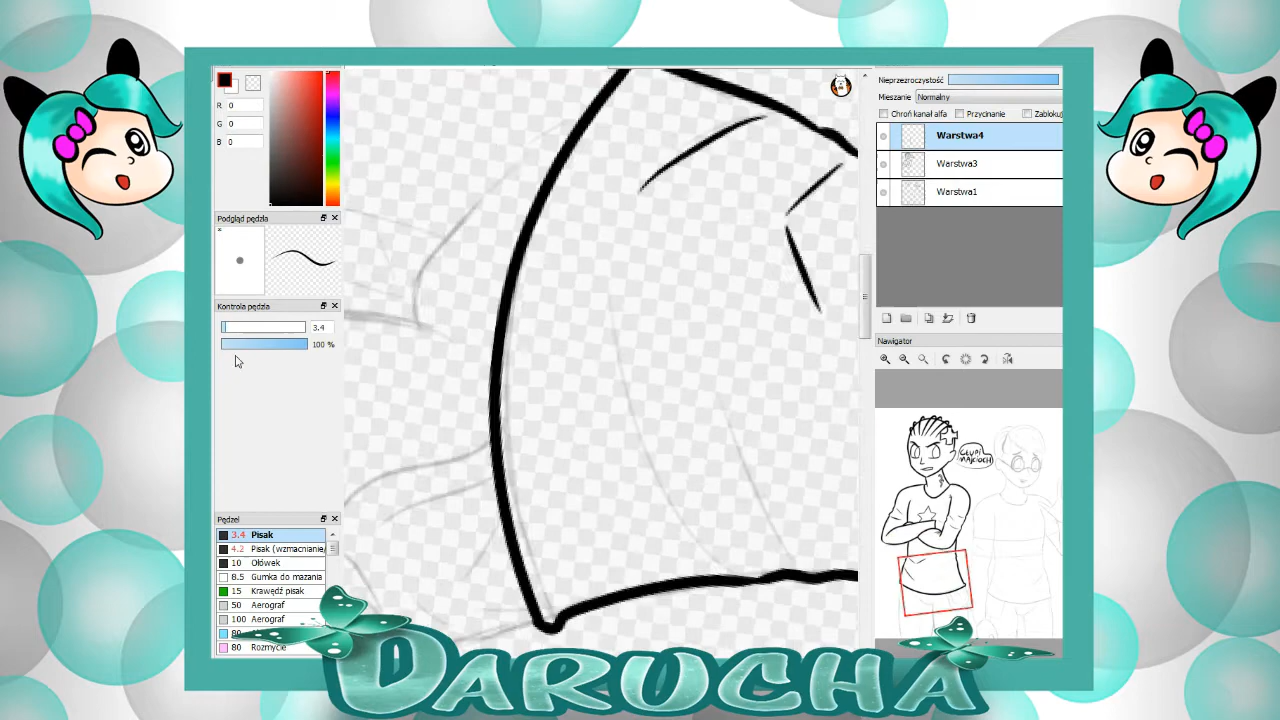 R 0
G 0
B 0
Podgląd pędzla
Kontrola pędzla
3.4
100 %
Pędzel
3.4 Pisak
4.2 Pisak (wzmacnianie/
10 Ołówek
8.5 Gumka do mazania
15 Krawędź pisak
50 Aerograf
100 Aerograf
80 Rozmycie
Nieprzezroczystość
Mieszanie Normalny
Chroń kanał alfa Przycinanie Zablokuj
Warstwa4
Warstwa3
Warstwa1
Nawigator
GŁUPI
DARUCHA